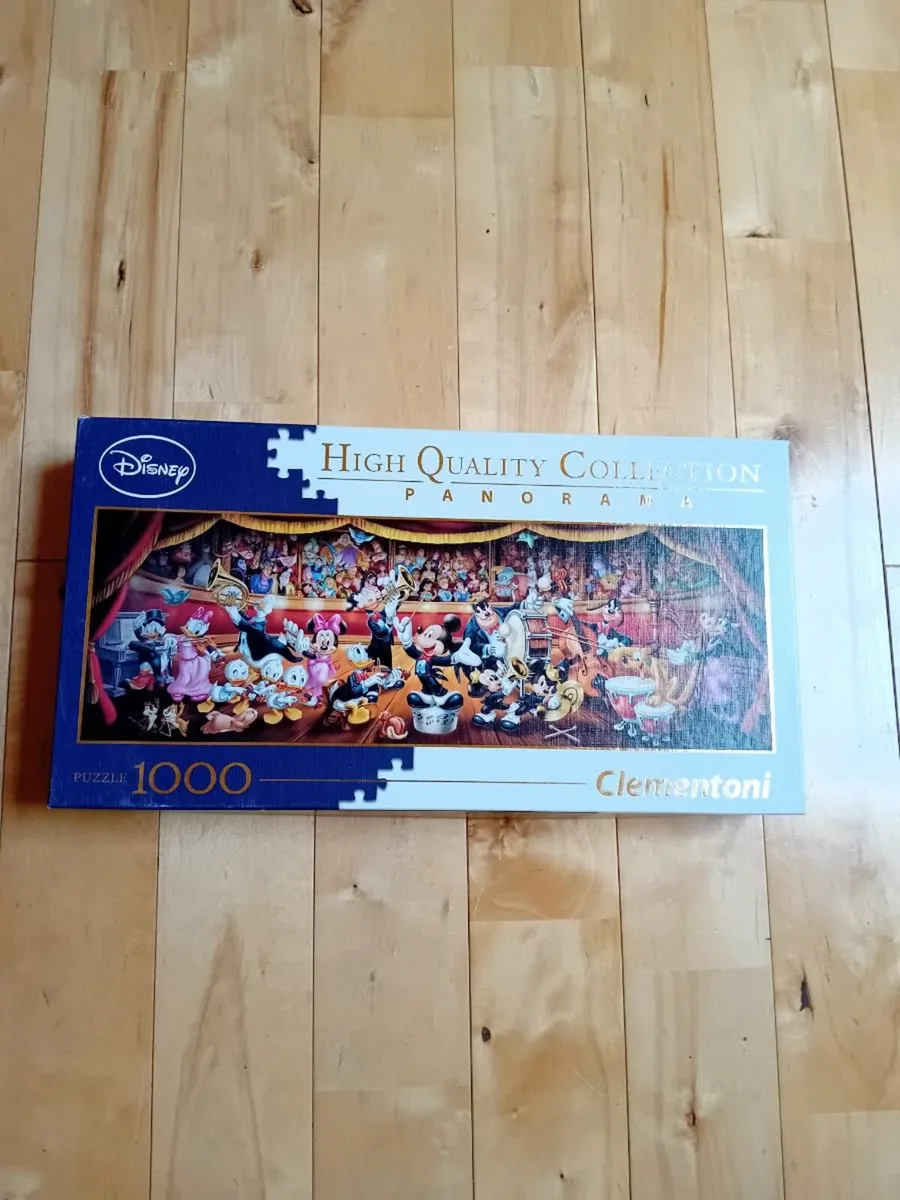 Disney
HIGH QUALITY COLLECTION
PANORAMA
PUZZLE 1000
Clementoni